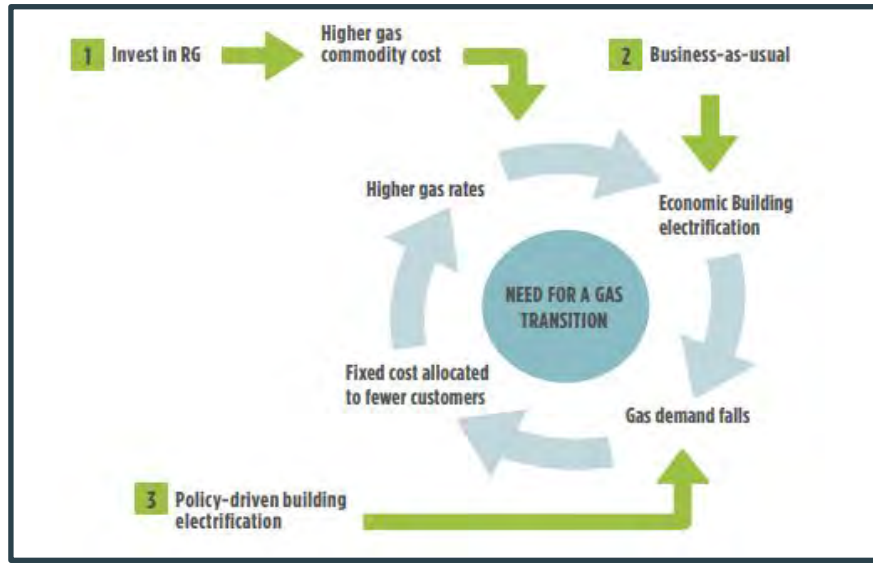 1 Invest in RG
Higher gas
commodity cost
2 Business-as-usual
Higher gas rates
Economic Building
electrification
NEED FOR A GAS
TRANSITION
Fixed cost allocated
to fewer customers
Gas demand falls
3 Policy-driven building
electrification